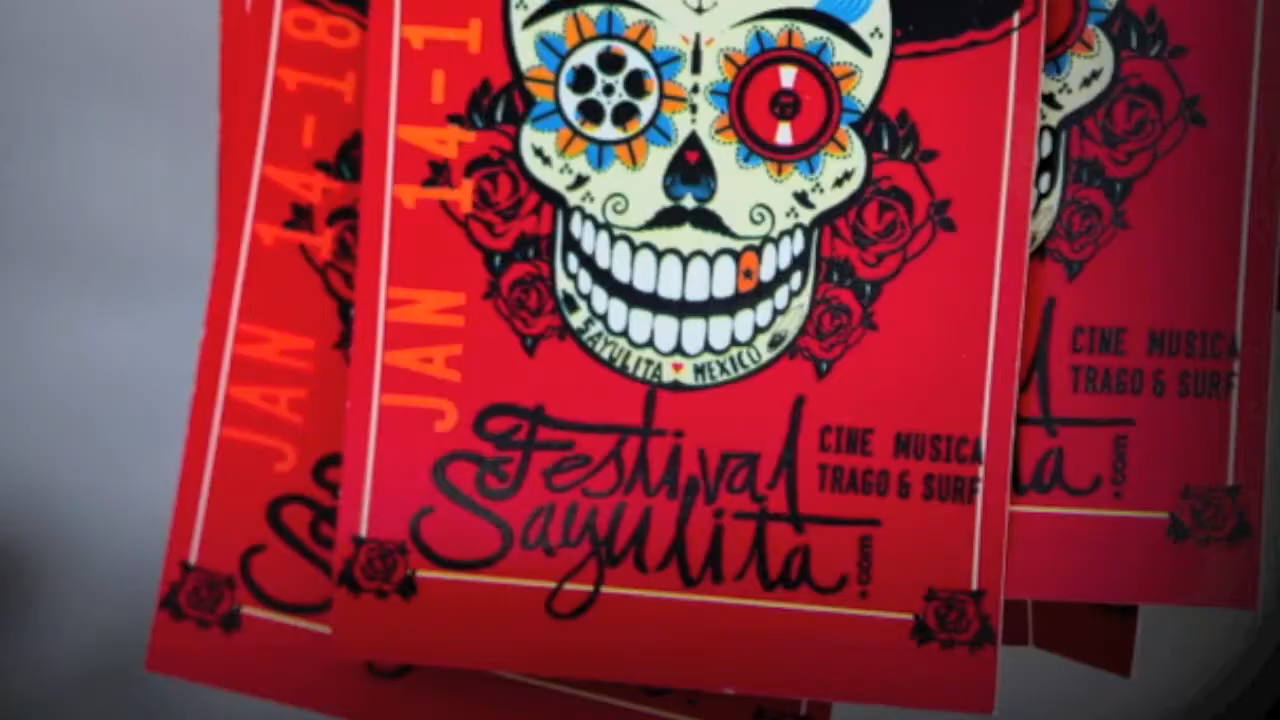 JAN 14-18
JAN 14-1
SAYULITA MEXICO
Festival
Sayulita
.com
CINE MUSICA
TRAGO & SURF
CINE MUSICA
TRAGO & SURF
.com